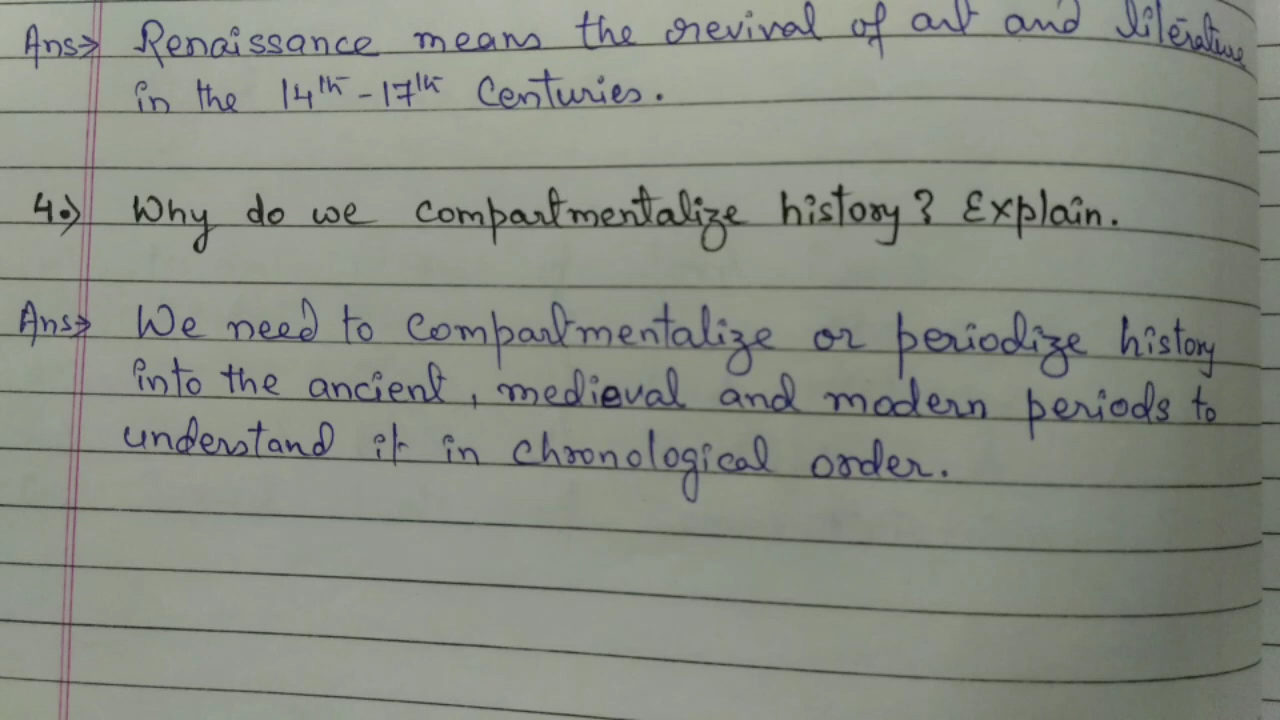 Ans⇒ Renaissance means the revival of art and literature
in the 14th - 17th Centuries.
4.) Why do we compartmentalize history? Explain.
Ans⇒ We need to compartmentalize or periodize history
into the ancient, medieval and modern periods to
understand it in chronological order.